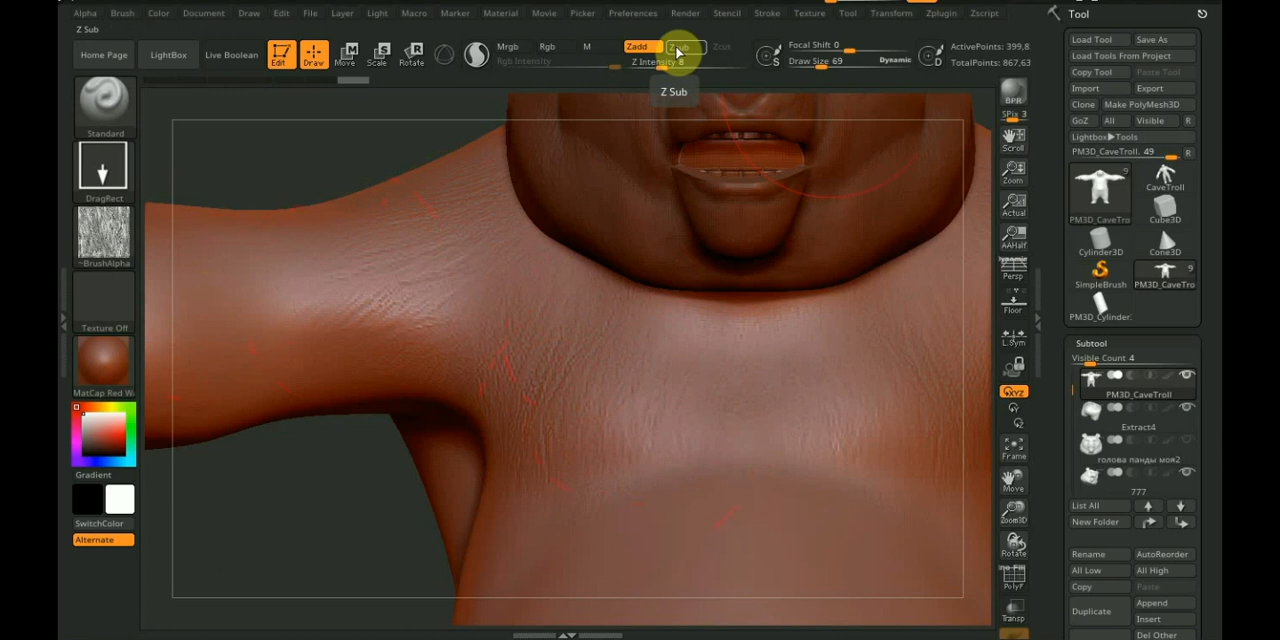 Alpha Brush Color Document Draw Edit File Layer Light Macro Marker Material Movie Picker Preferences Render Stencil Stroke Texture Tool Transform Zplugin Zscript
Z Sub
Home Page LightBox Live Boolean Edit Draw Move Scale Rotate
Mrgb Rgb M Zadd Zsub Zcut
Rgb Intensity Z Intensity 8
Focal Shift 0
Draw Size 69 Dynamic
S
D
ActivePoints: 399,8
TotalPoints: 867,63
Z Sub
Standard
DragRect
~BrushAlpha
Texture Off
MatCap Red W
Gradient
SwitchColor
Alternate
BPR
SPix 3
Scroll
Zoom
Actual
AAHalf
Dynamic
Persp
Floor
L.Sym
XYZ
Frame
Move
Zoom3D
Rotate
PolyF
Transp
Tool
Load Tool Save As
Load Tools From Project
Copy Tool Paste Tool
Import Export
Clone Make PolyMesh3D
GoZ All Visible R
Lightbox▶Tools
PM3D_CaveTroll. 49 R
9
PM3D_CaveTro
CaveTroll
Cube3D
Cylinder3D Cone3D
9
SimpleBrush PM3D_CaveTro
PM3D_Cylinder.
Subtool
Visible Count 4
PM3D_CaveTroll
Extract4
голова панды моя2
777
List All
New Folder
Rename AutoReorder
All Low All High
Copy Paste
Duplicate Append
Insert
Del Other